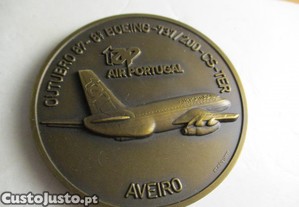 OUTUBRO 87-81 BOEING-737/200-CS-TER
tap
AIR PORTUGAL
AVEIRO
CustoJusto.pt